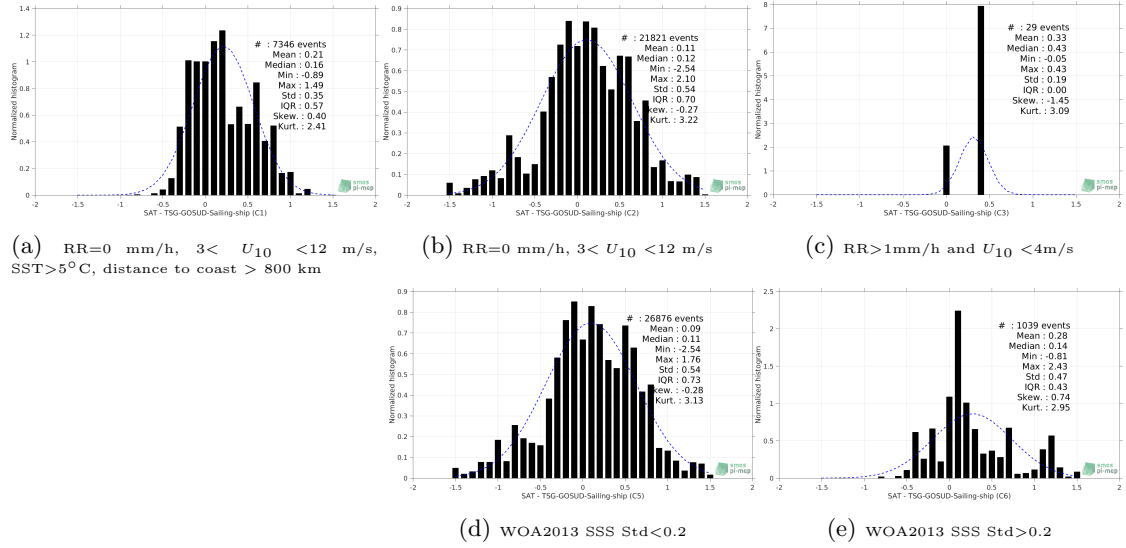 # : 7346 events
Mean : 0.21
Median : 0.16
Min : -0.89
Max : 1.49
Std : 0.35
IQR : 0.57
Skew. : 0.40
Kurt. : 2.41
Normalized histogram
0
0.2
0.4
0.6
0.8
1
1.2
1.4
-2
-1.5
-1
-0.5
0
0.5
1
1.5
2
SAT - TSG-GOSUD-Sailing-ship (C1)
smos
pi-mep
(a) RR=0 mm/h, 3< U10 <12 m/s,
SST>5°C, distance to coast > 800 km
# : 21821 events
Mean : 0.11
Median : 0.12
Min : -2.54
Max : 2.10
Std : 0.54
IQR : 0.70
kew. : -0.27
Kurt. : 3.22
Normalized histogram
0
0.1
0.2
0.3
0.4
0.5
0.6
0.7
0.8
0.9
-2
-1.5
-1
-0.5
0
0.5
1
1.5
2
SAT - TSG-GOSUD-Sailing-ship (C2)
smos
pi-mep
(b) RR=0 mm/h, 3< U10 <12 m/s
# : 29 events
Mean : 0.33
Median : 0.43
Min : -0.05
Max : 0.43
Std : 0.19
IQR : 0.00
Skew. : -1.45
Kurt. : 3.09
Normalized histogram
0
1
2
3
4
5
6
7
8
-2
-1.5
-1
-0.5
0
0.5
1
1.5
2
SAT - TSG-GOSUD-Sailing-ship (C3)
smos
pi-mep
(c) RR>1mm/h and U10 <4m/s
# : 26876 events
Mean : 0.09
Median : 0.11
Min : -2.54
Max : 1.76
Std : 0.54
IQR : 0.73
kew. : -0.28
Kurt. : 3.13
Normalized histogram
0
0.1
0.2
0.3
0.4
0.5
0.6
0.7
0.8
0.9
-2
-1.5
-1
-0.5
0
0.5
1
1.5
2
SAT - TSG-GOSUD-Sailing-ship (C5)
smos
pi-mep
(d) WOA2013 SSS Std<0.2
# : 1039 events
Mean : 0.28
Median : 0.14
Min : -0.81
Max : 2.43
Std : 0.47
IQR : 0.43
Skew. : 0.74
Kurt. : 2.95
Normalized histogram
0
0.5
1
1.5
2
2.5
-2
-1.5
-1
-0.5
0
0.5
1
1.5
2
SAT - TSG-GOSUD-Sailing-ship (C6)
smos
pi-mep
(e) WOA2013 SSS Std>0.2